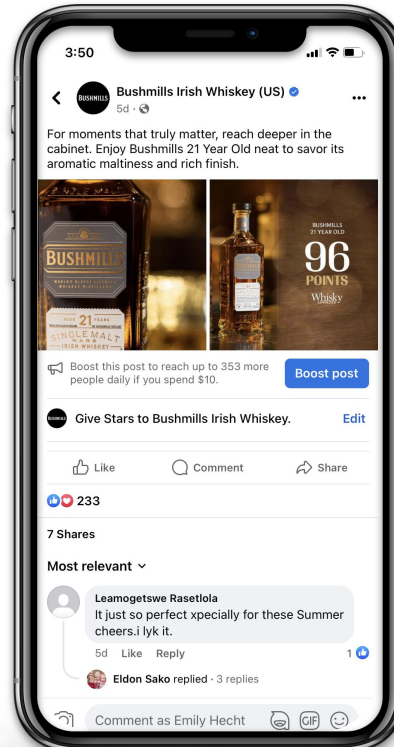 3:50
BUSHMILLS
Bushmills Irish Whiskey (US)
5d
For moments that truly matter, reach deeper in the
cabinet. Enjoy Bushmills 21 Year Old neat to savor its
aromatic maltiness and rich finish.
BUSHMILLS
AGED 21 YEARS
SINGLE MALT
RARE
IRISH WHISKEY
BUSHMILLS
21 YEAR OLD
96
POINTS
Whisky
Boost this post to reach up to 353 more
people daily if you spend $10.
Boost post
Give Stars to Bushmills Irish Whiskey.
Edit
Like
Comment
Share
233
7 Shares
Most relevant
Leamogetswe Rasetlola
It just so perfect xpecially for these Summer
cheers.i lyk it.
5d Like Reply
1
Eldon Sako replied · 3 replies
Comment as Emily Hecht
GIF